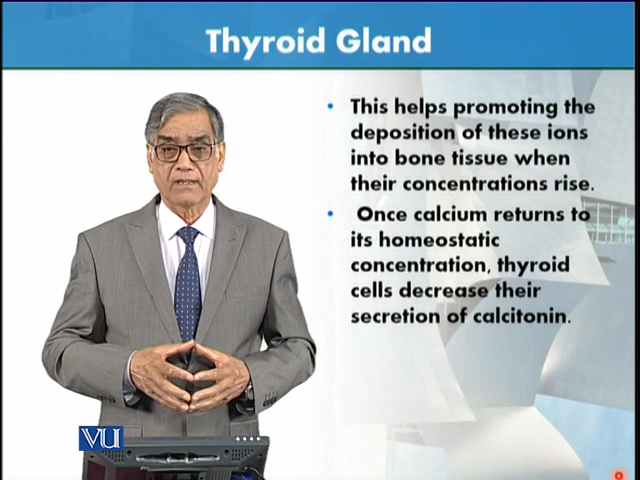 Thyroid Gland
• This helps promoting the
deposition of these ions
into bone tissue when
their concentrations rise.
• Once calcium returns to
its homeostatic
concentration, thyroid
cells decrease their
secretion of calcitonin.
VU